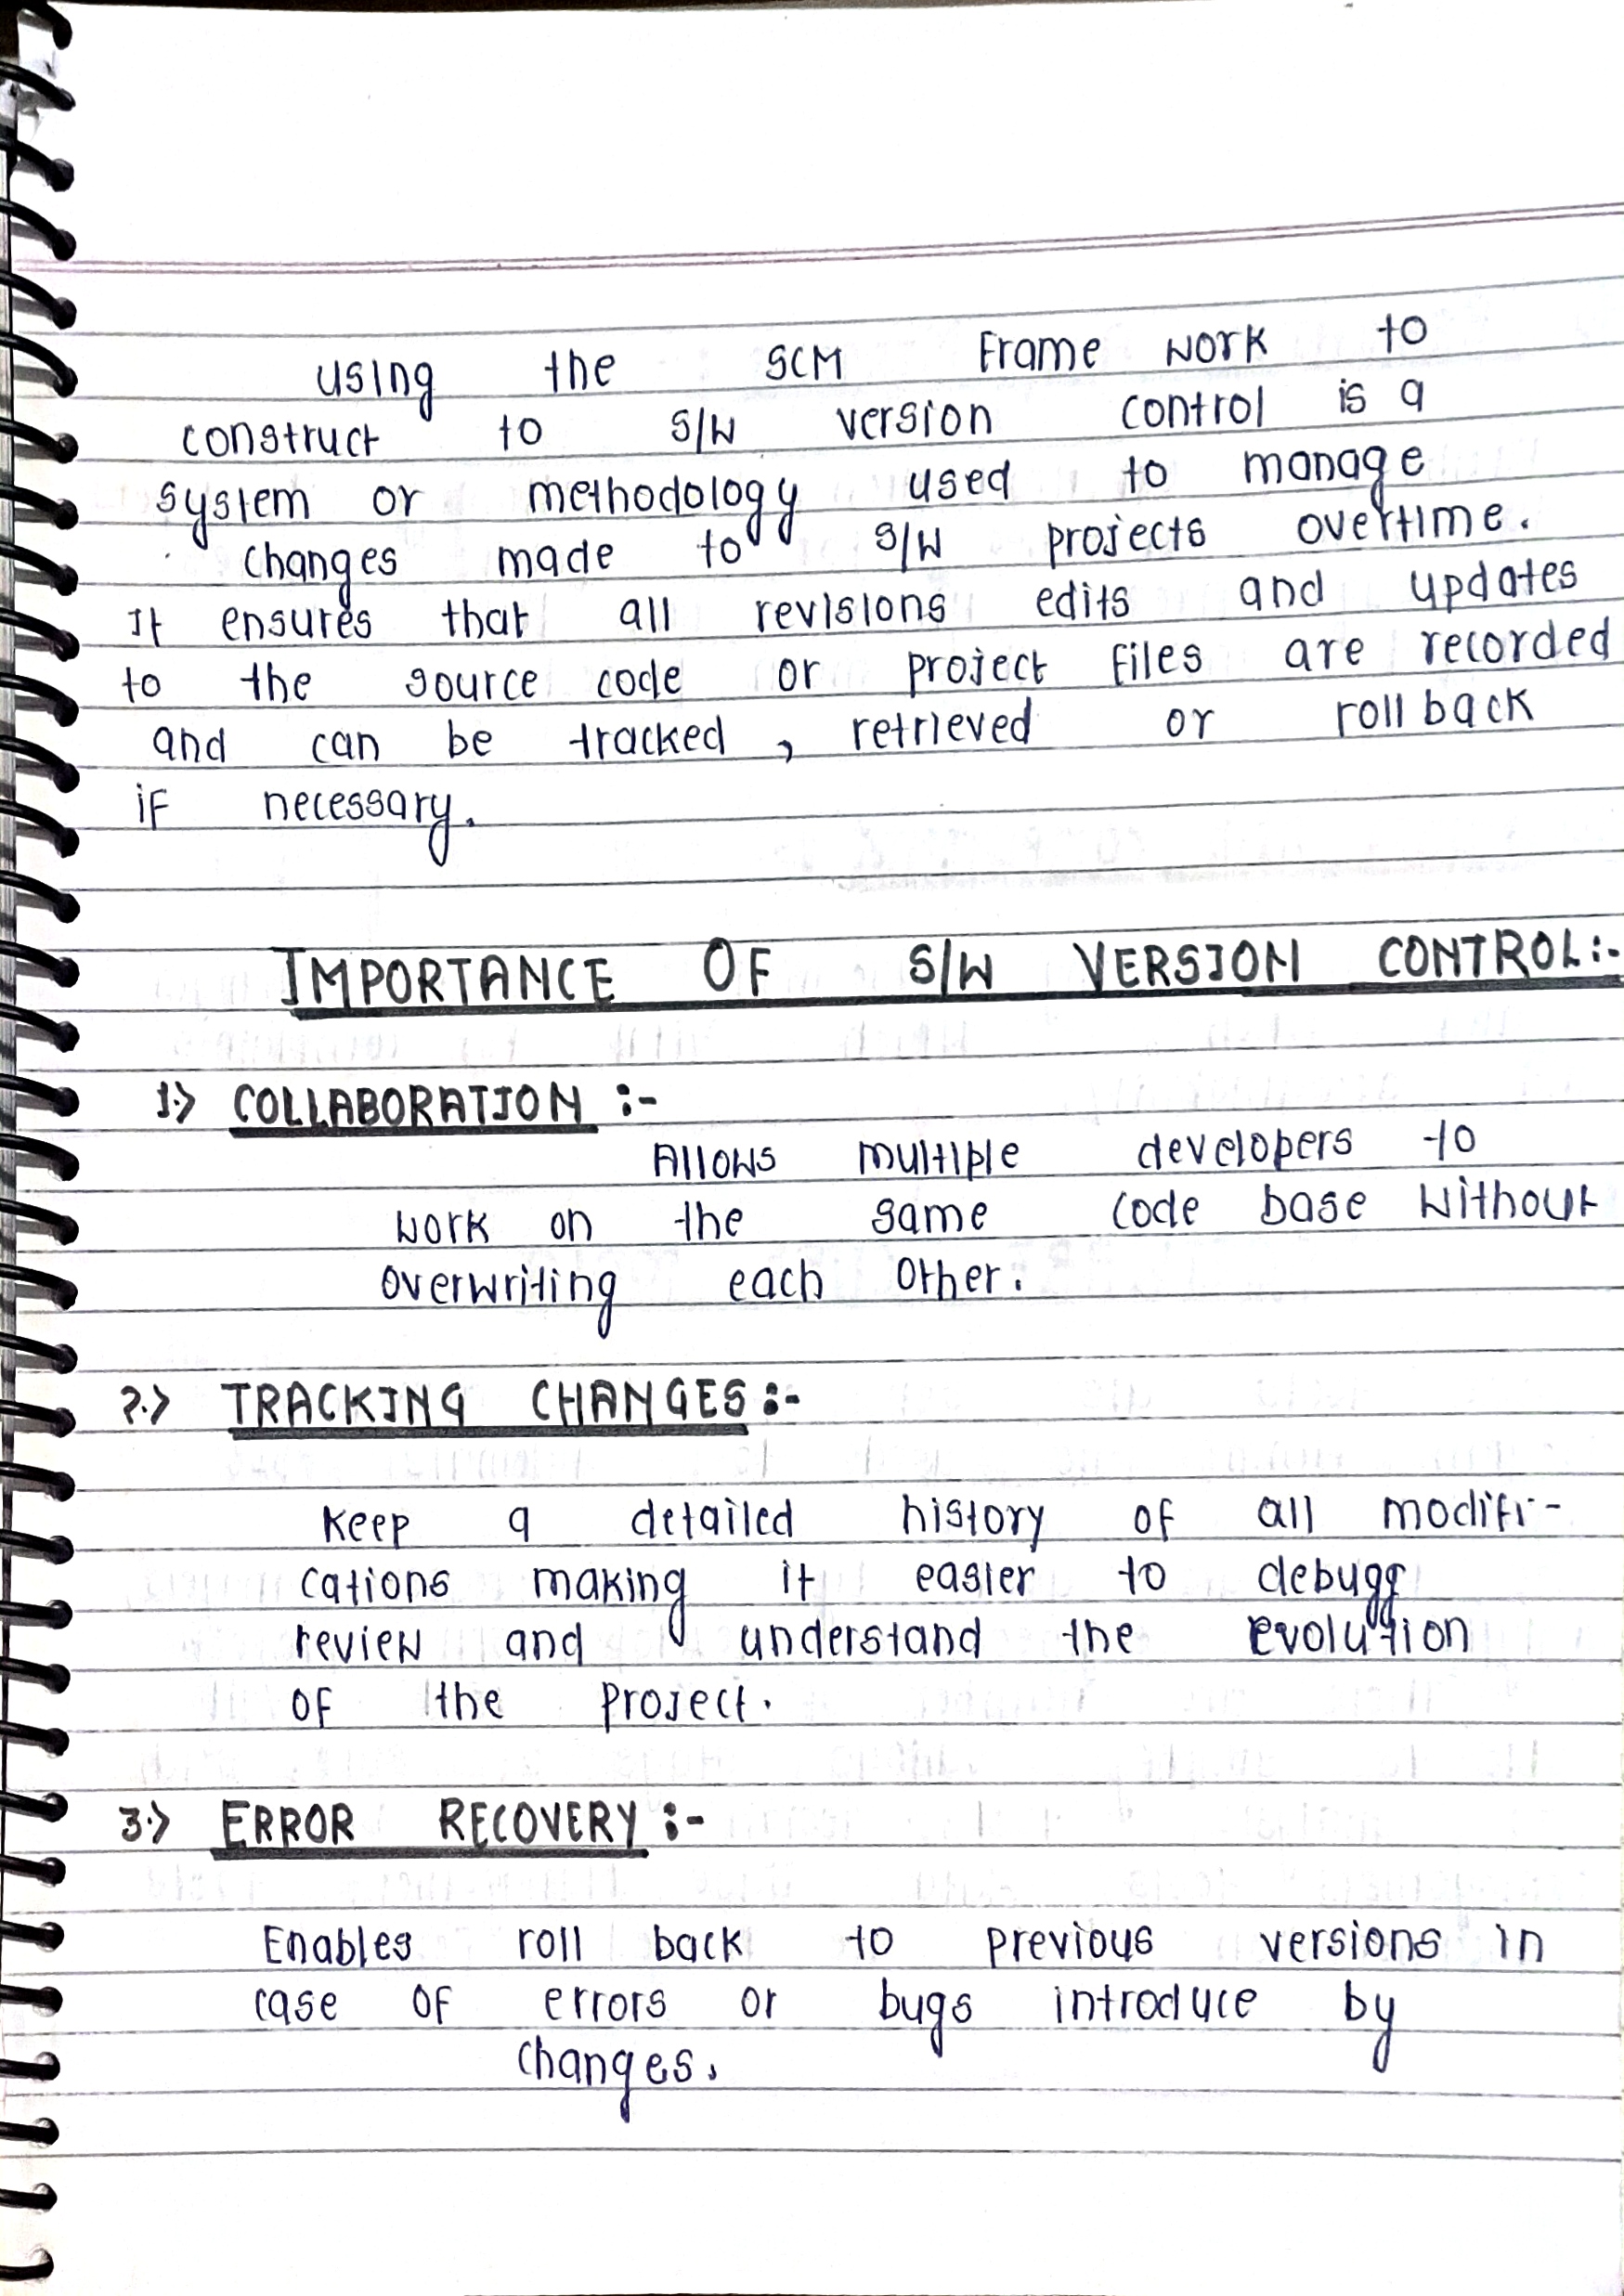 using the SCM Frame work to
construct to S/W version control is a
system or methodology used to manage
changes made to S/W projects overtime.
It ensures that all revisions edits and updates
to the source code or project files are recorded
and can be tracked, retrieved or roll back
if necessary.
IMPORTANCE OF S/W VERSION CONTROL:-
1.> COLLABORATION :-
Allows multiple developers to
work on the same code base without
overwriting each other.
2.> TRACKING CHANGES:-
Keep a detailed history of all modifi-
cations making it easier to debugg
review and understand the evolution
of the project.
3.> ERROR RECOVERY:-
Enables roll back to previous versions in
case of errors or bugs introduce by
changes.